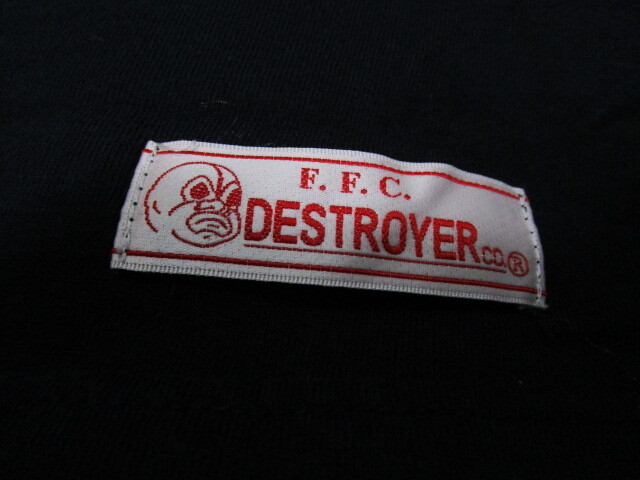 F. F. C.
DESTROYER CO. ®